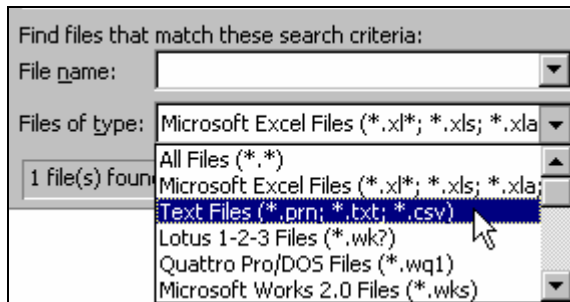 Find files that match these search criteria:
File name:
Files of type: Microsoft Excel Files (*.xl*; *.xls; *.xla
All Files (*.*)
1 file(s) foun
Microsoft Excel Files (*.xl*; *.xls; *.xla;
Text Files (*.prn; *.txt; *.csv)
Lotus 1-2-3 Files (*.wk?)
Quattro Pro/DOS Files (*.wq1)
Microsoft Works 2.0 Files (*.wks)